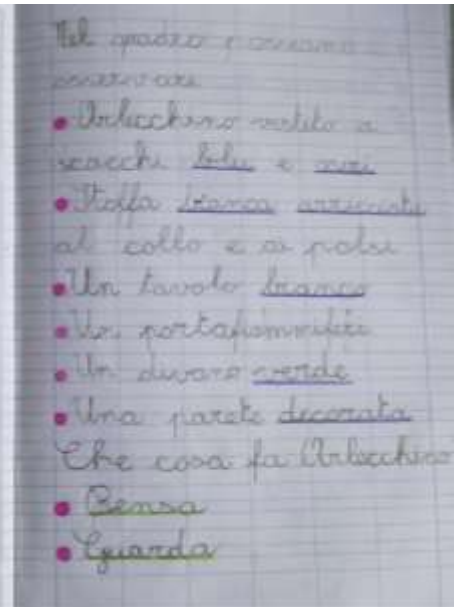 Nel quadro possiamo
osservare
• Arlecchino vestito a
scacchi blu e neri
• Stoffa bianca arricciata
al collo e ai polsi
• Un tavolo bianco
• Un portafiammiferi
• Un divano verde
• Una parete decorata
Che cosa fa Arlecchino
• Pensa
• Guarda